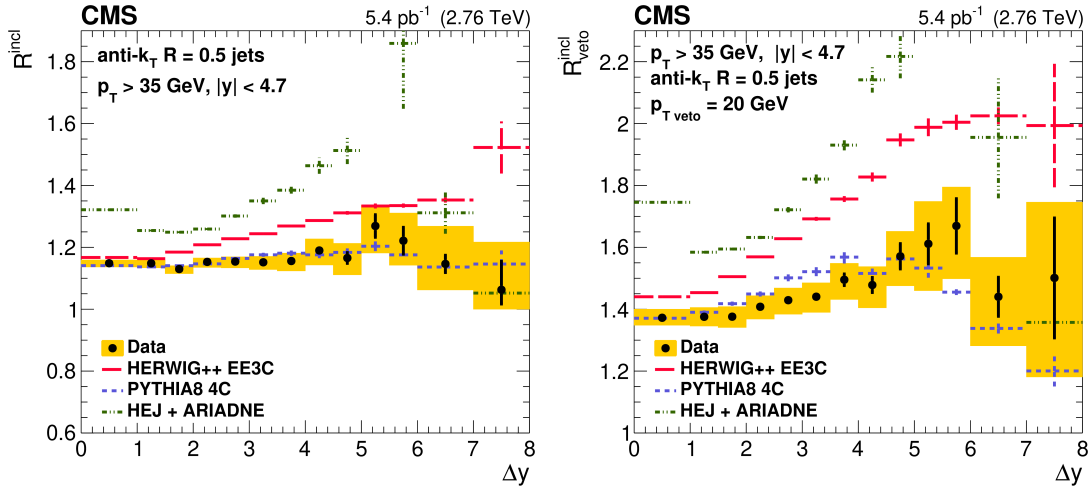 CMS
5.4 pb⁻¹ (2.76 TeV)
R^incl
anti-k_T R = 0.5 jets
p_T > 35 GeV, |y| < 4.7
1.8
1.6
1.4
1.2
1
0.8
0.6
Data
HERWIG++ EE3C
PYTHIA8 4C
HEJ + ARIADNE
0 1 2 3 4 5 6 7 8
Δy
CMS
5.4 pb⁻¹ (2.76 TeV)
R^incl_veto
p_T > 35 GeV, |y| < 4.7
anti-k_T R = 0.5 jets
p_T veto = 20 GeV
2.2
2
1.8
1.6
1.4
1.2
1
Data
HERWIG++ EE3C
PYTHIA8 4C
HEJ + ARIADNE
0 1 2 3 4 5 6 7 8
Δy